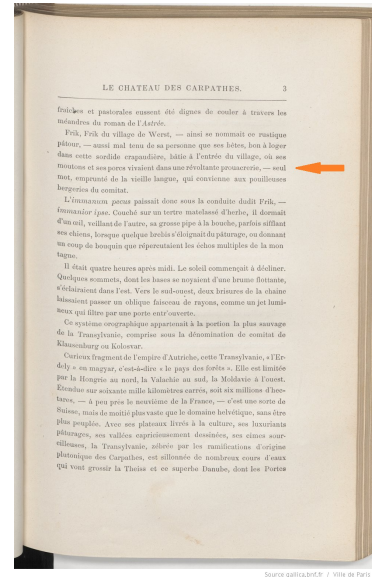 LE CHATEAU DES CARPATHES. 3
fraîches et pastorales eussent été dignes de couler à travers les
méandres du roman de l'Astrée.
Frik, Frik du village de Werst, — ainsi se nommait ce rustique
pâtour, — aussi mal tenu de sa personne que ses bêtes, bon à loger
dans cette sordide crapaudière, bâtie à l'entrée du village, où ses
moutons et ses porcs vivaient dans une révoltante prouacrerie, — seul
mot, emprunté de la vieille langue, qui convienne aux pouilleuses
bergeries du comitat.
L'immanum pecus paissait donc sous la conduite dudit Frik, —
immanior ipse. Couché sur un tertre matelassé d'herbe, il dormait
d'un œil, veillant de l'autre, sa grosse pipe à la bouche, parfois sifflant
ses chiens, lorsque quelque brebis s'éloignait du pâturage, ou donnant
un coup de bouquin que répercutaient les échos multiples de la mon
tagne.
Il était quatre heures après midi. Le soleil commençait à décliner.
Quelques sommets, dont les bases se noyaient d'une brume flottante,
s'éclairaient dans l'est. Vers le sud-ouest, deux brisures de la chaîne
laissaient passer un oblique faisceau de rayons, comme un jet lumi-
neux qui filtre par une porte entr'ouverte.
Ce système orographique appartenait à la portion la plus sauvage
de la Transylvanie, comprise sous la dénomination de comitat de
Klausenburg ou Kolosvar.
Curieux fragment de l'empire d'Autriche, cette Transylvanie, « l'Er-
dely » en magyar, c'est-à-dire « le pays des forêts ». Elle est limitée
par la Hongrie au nord, la Valachie au sud, la Moldavie à l'ouest.
Étendue sur soixante mille kilomètres carrés, soit six millions d'hec-
tares, — à peu près le neuvième de la France, — c'est une sorte de
Suisse, mais de moitié plus vaste que le domaine helvétique, sans être
plus peuplée. Avec ses plateaux livrés à la culture, ses luxuriants
pâturages, ses vallées capricieusement dessinées, ses cimes sour-
cilleuses, la Transylvanie, zébrée par les ramifications d'origine
plutonique des Carpathes, est sillonnée de nombreux cours d'eaux
qui vont grossir la Theiss et ce superbe Danube, dont les Portes
Source gallica.bnf.fr / Ville de Paris